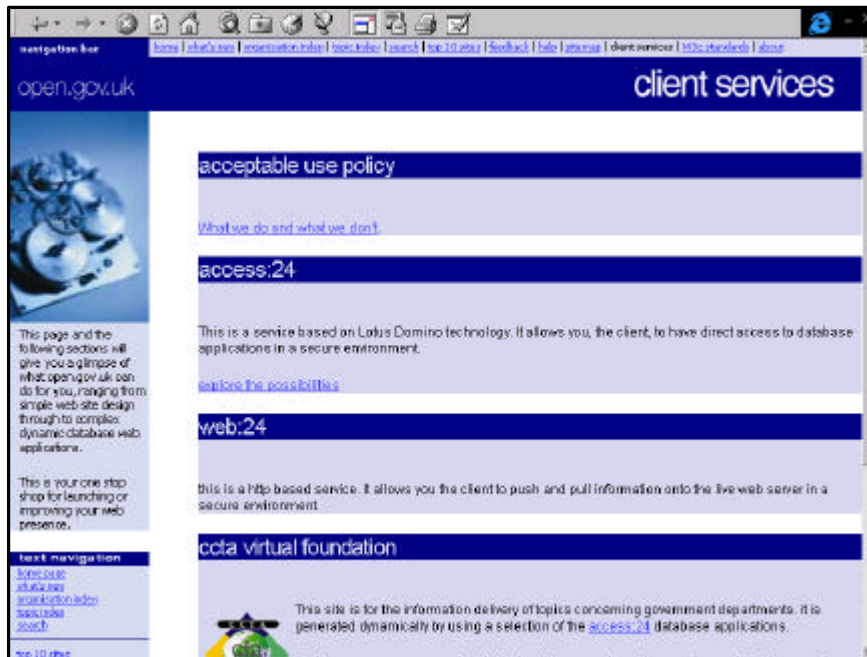 navigation bar
home | what's new | organisation index | topic index | search | top 10 sites | feedback | help | site map | client services | W3c standards | about
open.gov.uk
client services
acceptable use policy
What we do and what we don't.
access:24
This is a service based on Lotus Domino technology. It allows you, the client, to have direct access to database
applications in a secure environment.
explore the possibilities
This page and the
following sections will
give you a glimpse of
what open.gov.uk can
do for you, ranging from
simple web site design
through to complex
dynamic database web
applications.
This is your one stop
shop for launching or
improving your web
presence.
web:24
this is a http based service. It allows you the client to push and pull information onto the live web server in a
secure environment
ccta virtual foundation
This site is for the information delivery of topics concerning government departments. it is
generated dynamically by using a selection of the access:24 database applications.
CCTA
text navigation
home page
what's new
organisation index
topic index
search
top 10 sites